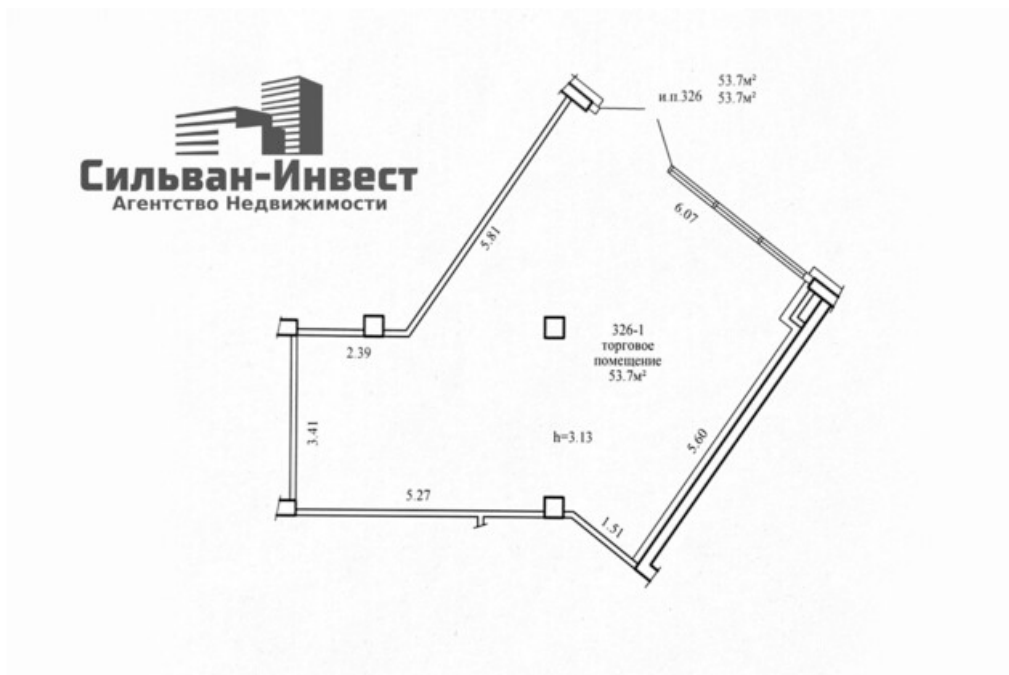 Сильван-Инвест
Агентство Недвижимости
и.п.326
53.7м²
53.7м²
6.07
5.81
2.39
326-1
торговое
помещение
53.7м²
3.41
h=3.13
5.60
5.27
1.51